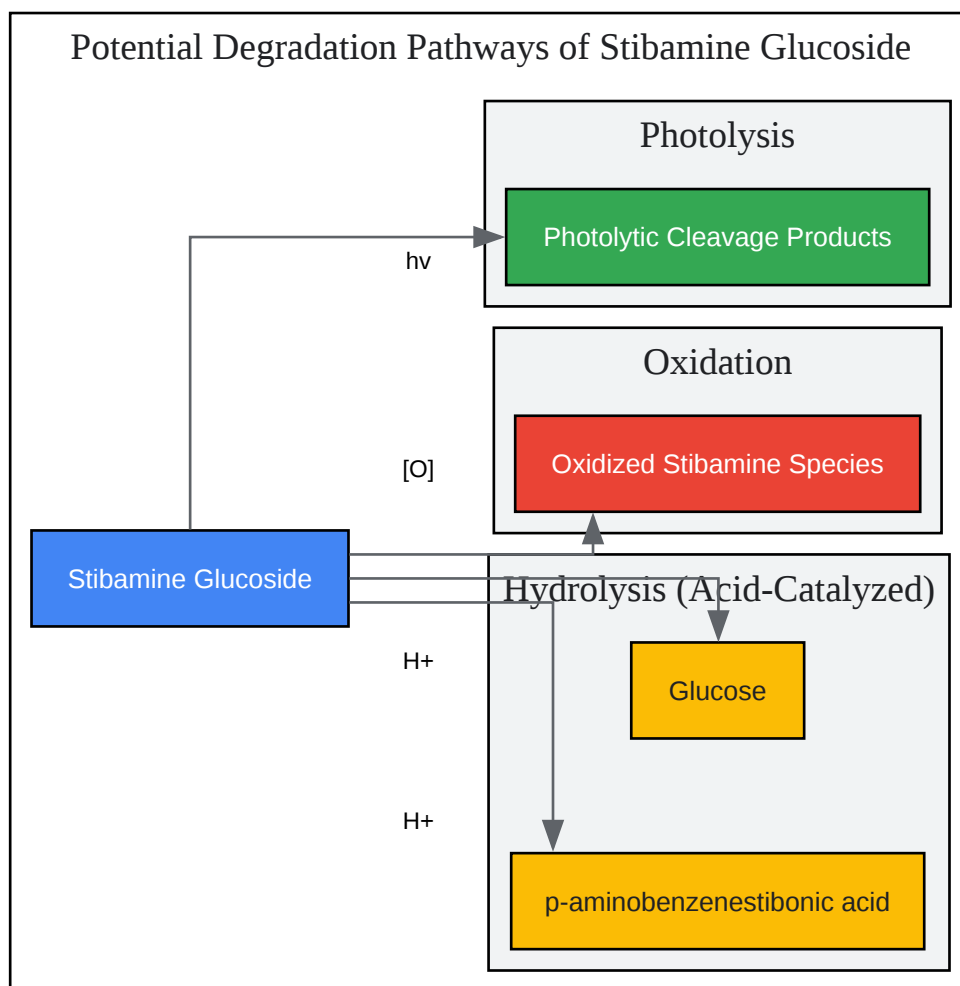 Potential Degradation Pathways of Stibamine Glucoside
Photolysis
Photolytic Cleavage Products
hv
Oxidation
[O]
Oxidized Stibamine Species
Stibamine Glucoside
Hydrolysis (Acid-Catalyzed)
H+
Glucose
H+
p-aminobenzenestibonic acid